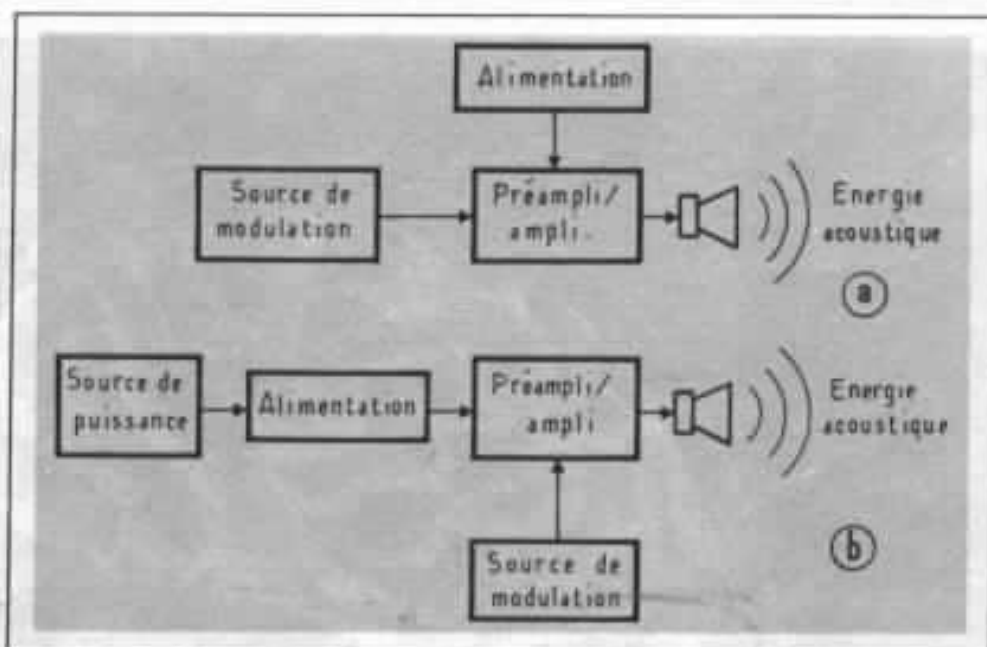 Alimentation
Source de
modulation
Préampli/
ampli.
Energie
acoustique
a
Source de
puissance
Alimentation
Préampli/
ampli
Energie
acoustique
b
Source de
modulation